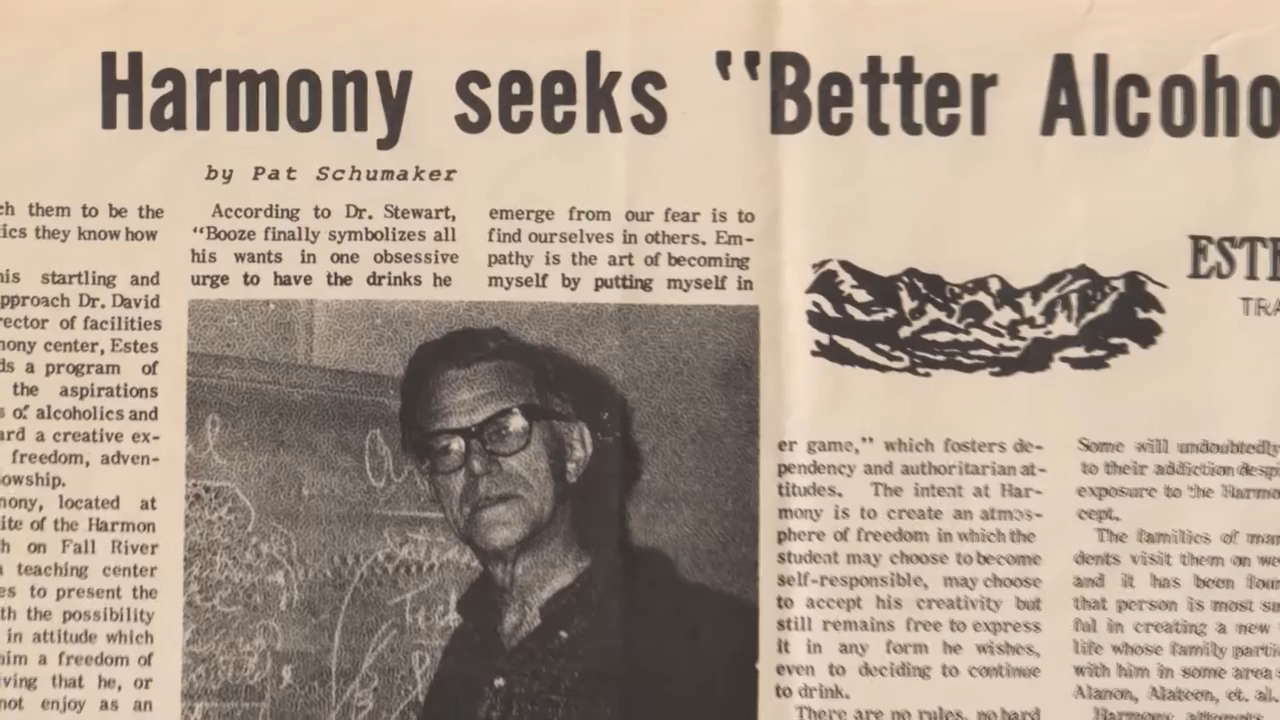 Harmony seeks "Better Alcoho
by Pat Schumaker
ch them to be the
ics they know how
his startling and
pproach Dr. David
rector of facilities
mony center, Estes
ds a program of
the aspirations
s of alcoholics and
ard a creative ex-
freedom, adven-
owship.
mony, located at
ite of the Harmon
h on Fall River
a teaching center
es to present the
th the possibility
in attitude which
aim a freedom of
iving that he, or
not enjoy as an
According to Dr. Stewart,
"Booze finally symbolizes all
his wants in one obsessive
urge to have the drinks he
emerge from our fear is to
find ourselves in others. Em-
pathy is the art of becoming
myself by putting myself in
ESTE
TRA
er game," which fosters de-
pendency and authoritarian at-
titudes. The intent at Har-
mony is to create an atmos-
phere of freedom in which the
student may choose to become
self-responsible, may choose
to accept his creativity but
still remains free to express
it in any form he wishes,
even to deciding to continue
to drink.
There are no rules, no hard
Some will undoubtedly
to their addiction desp
exposure to the Harmo
cept.
The families of man
dents visit them on we
and it has been foun
that person is most su
ful in creating a new
life whose family parti
with him in some area
Alanon, Alateen, et. al.
Harmony